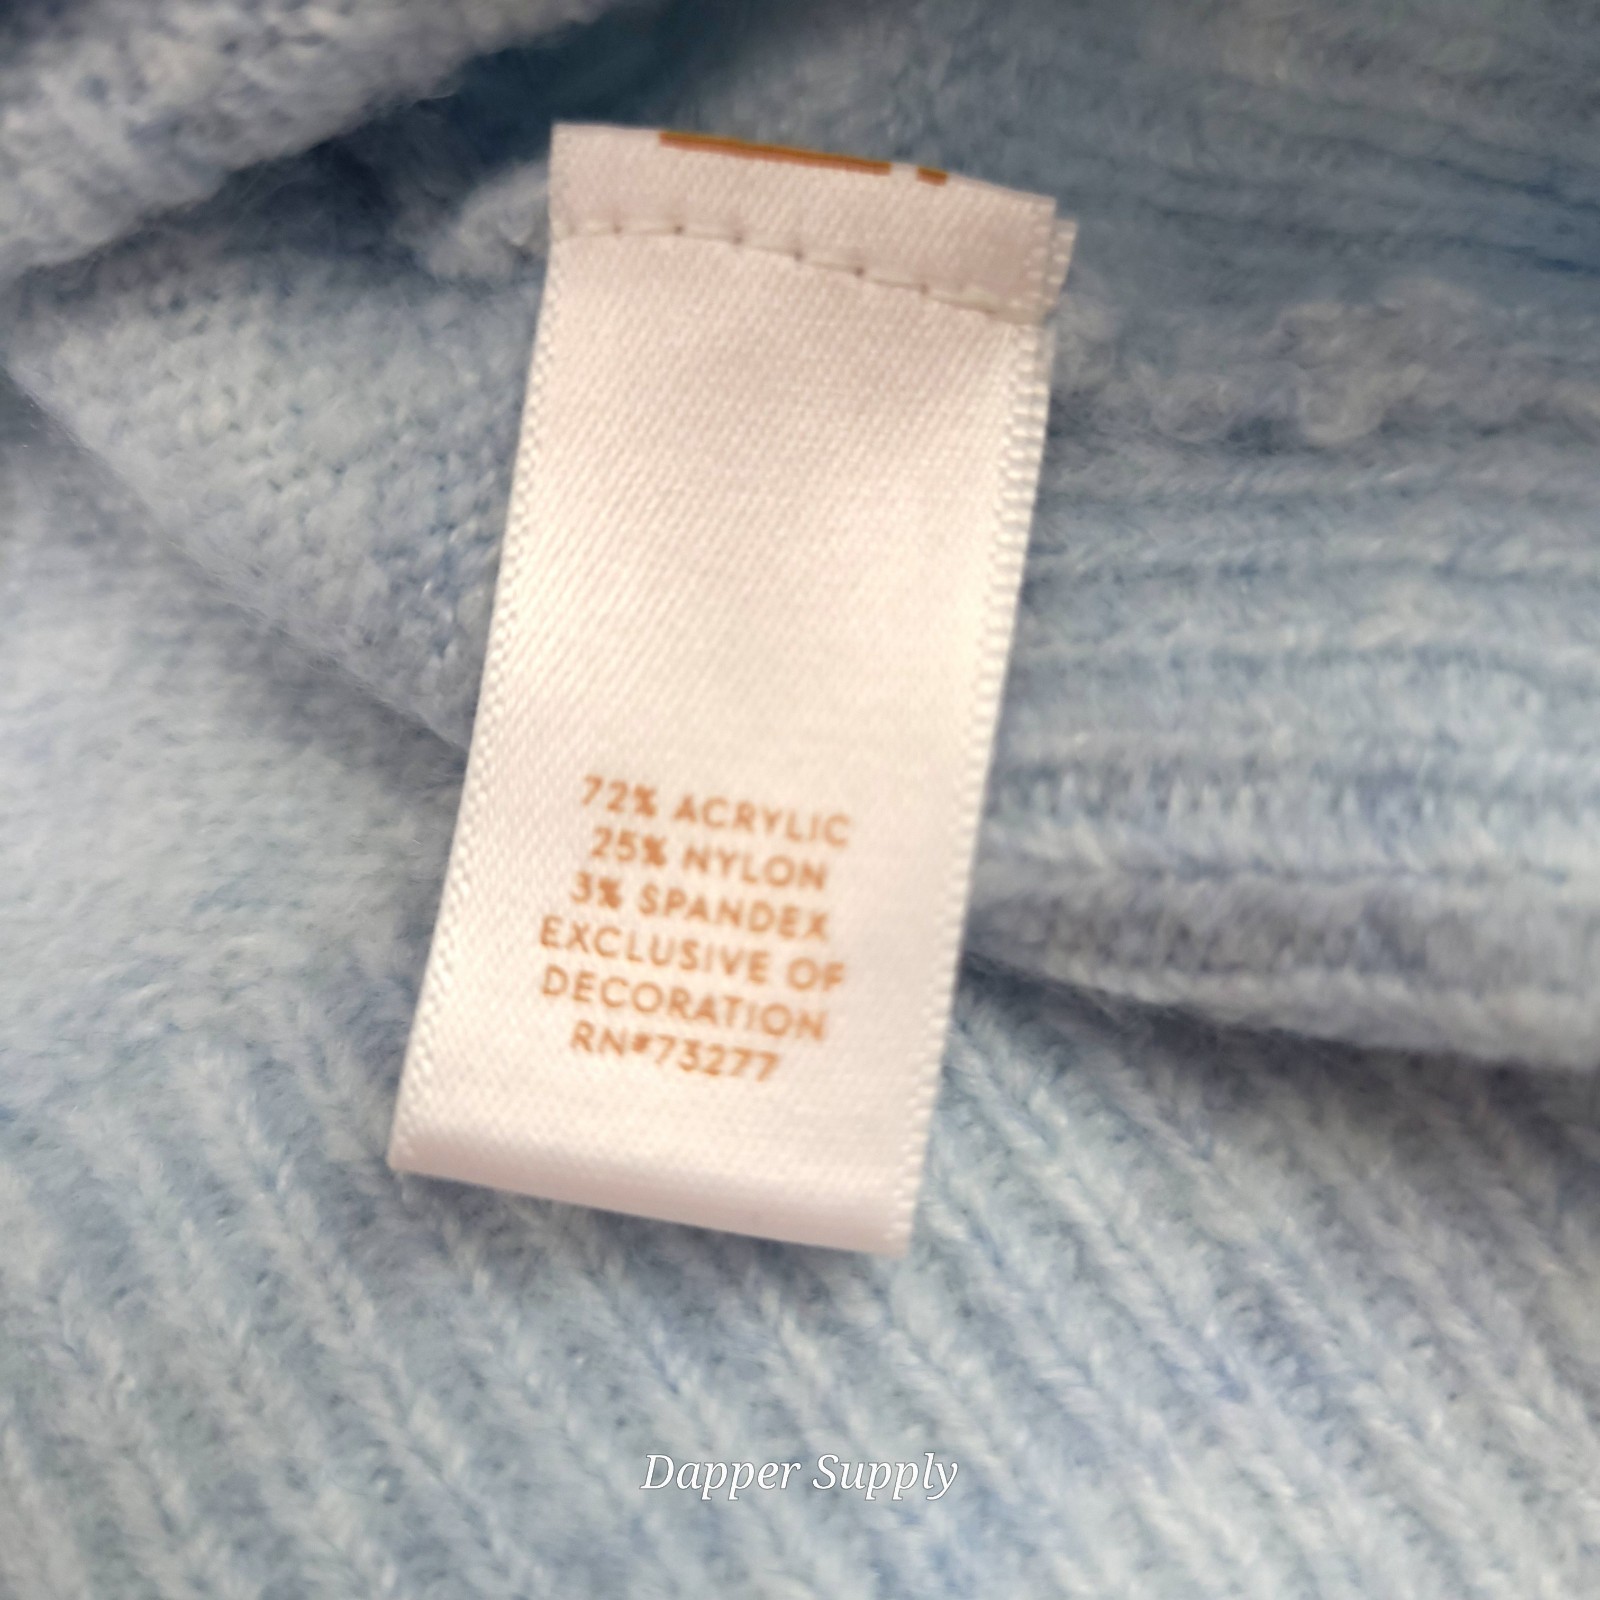 72% ACRYLIC
25% NYLON
3% SPANDEX
EXCLUSIVE OF
DECORATION
RN#73277
Dapper Supply